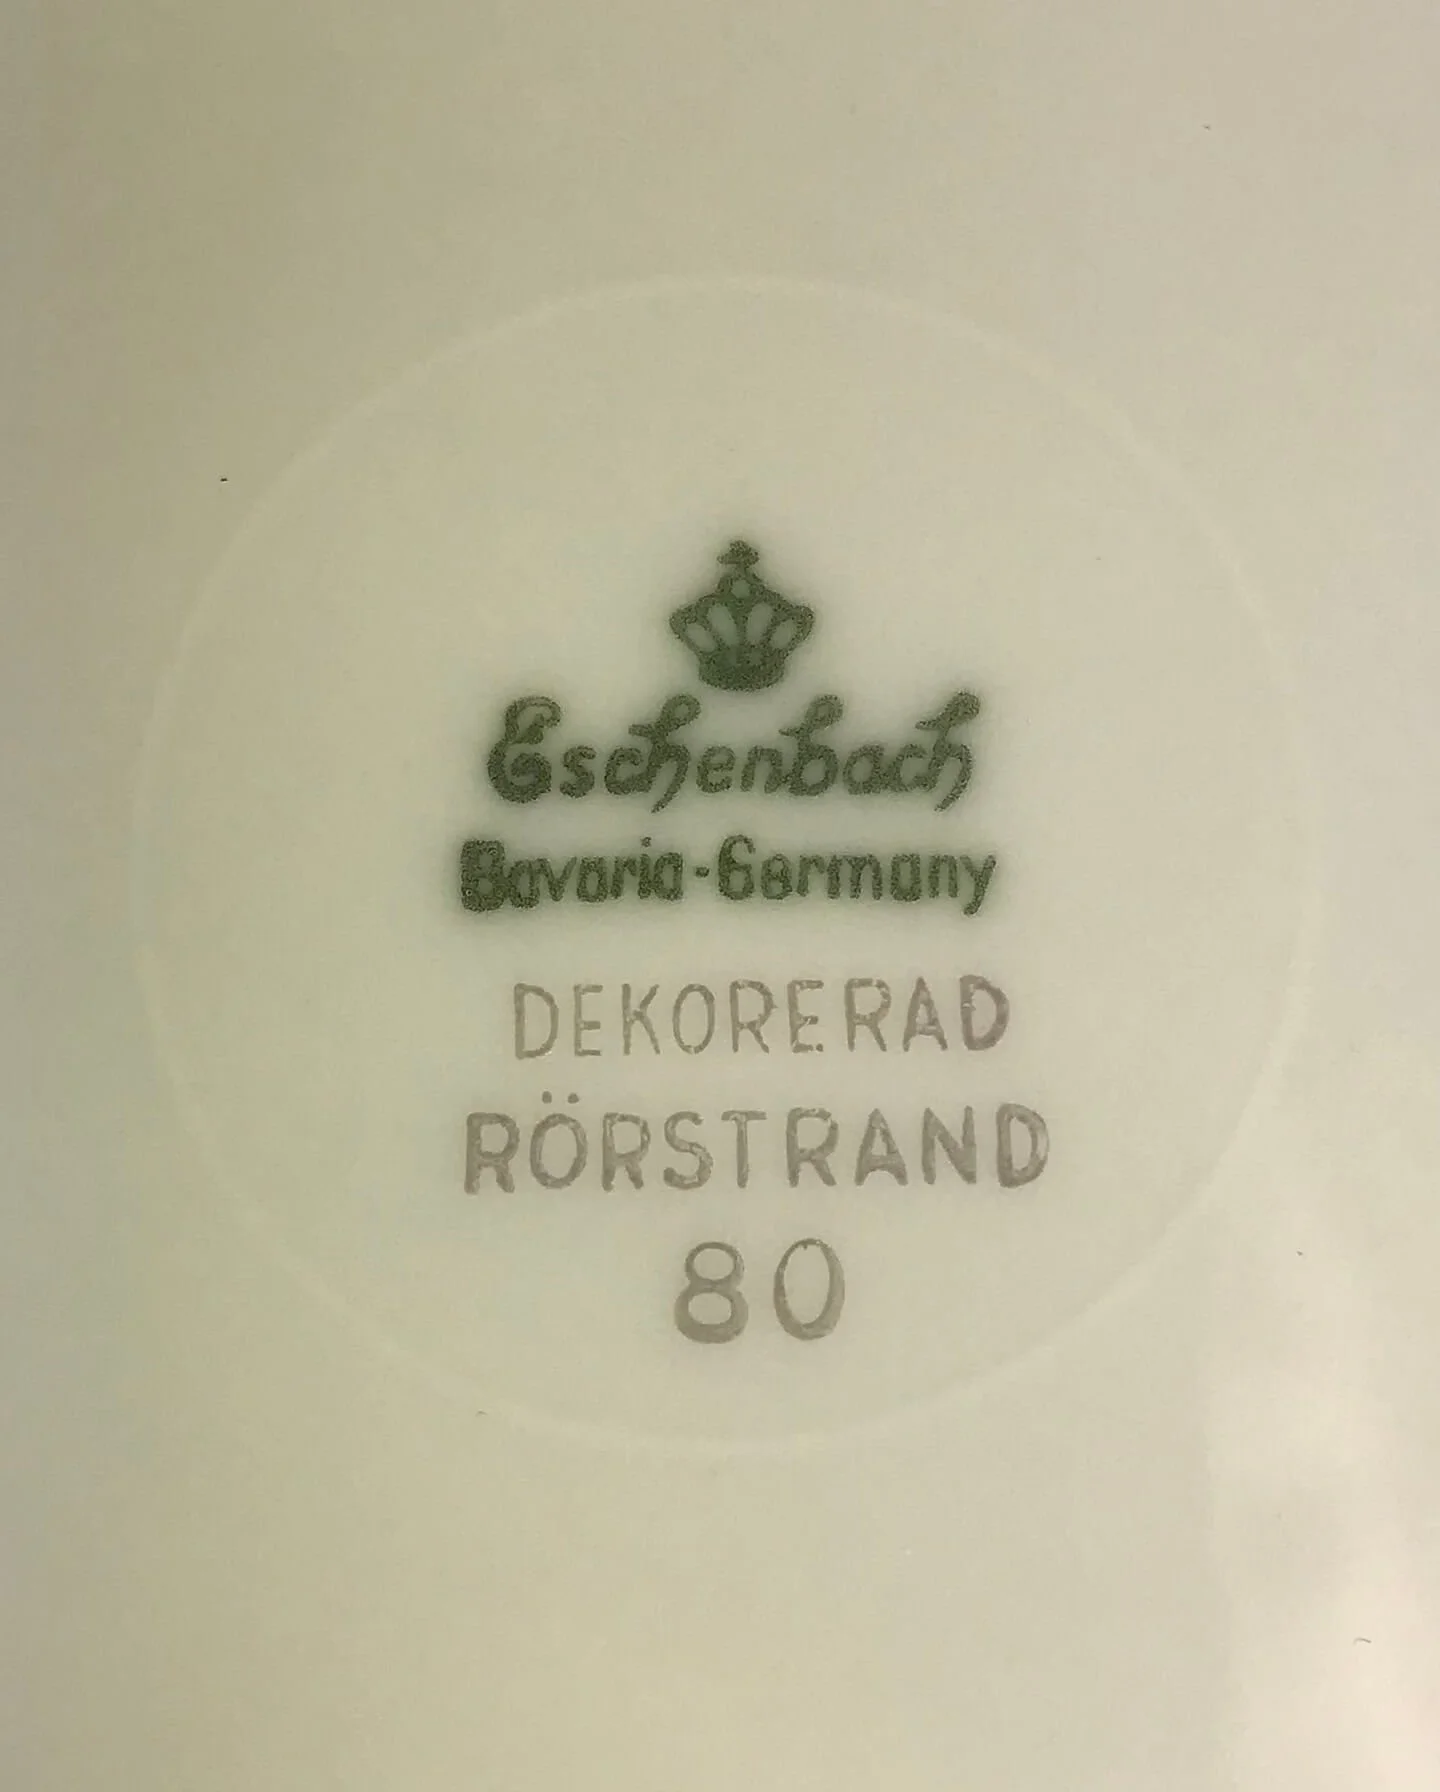 Eschenbach
Bavaria-Germany
DEKORERAD
RÖRSTRAND
80